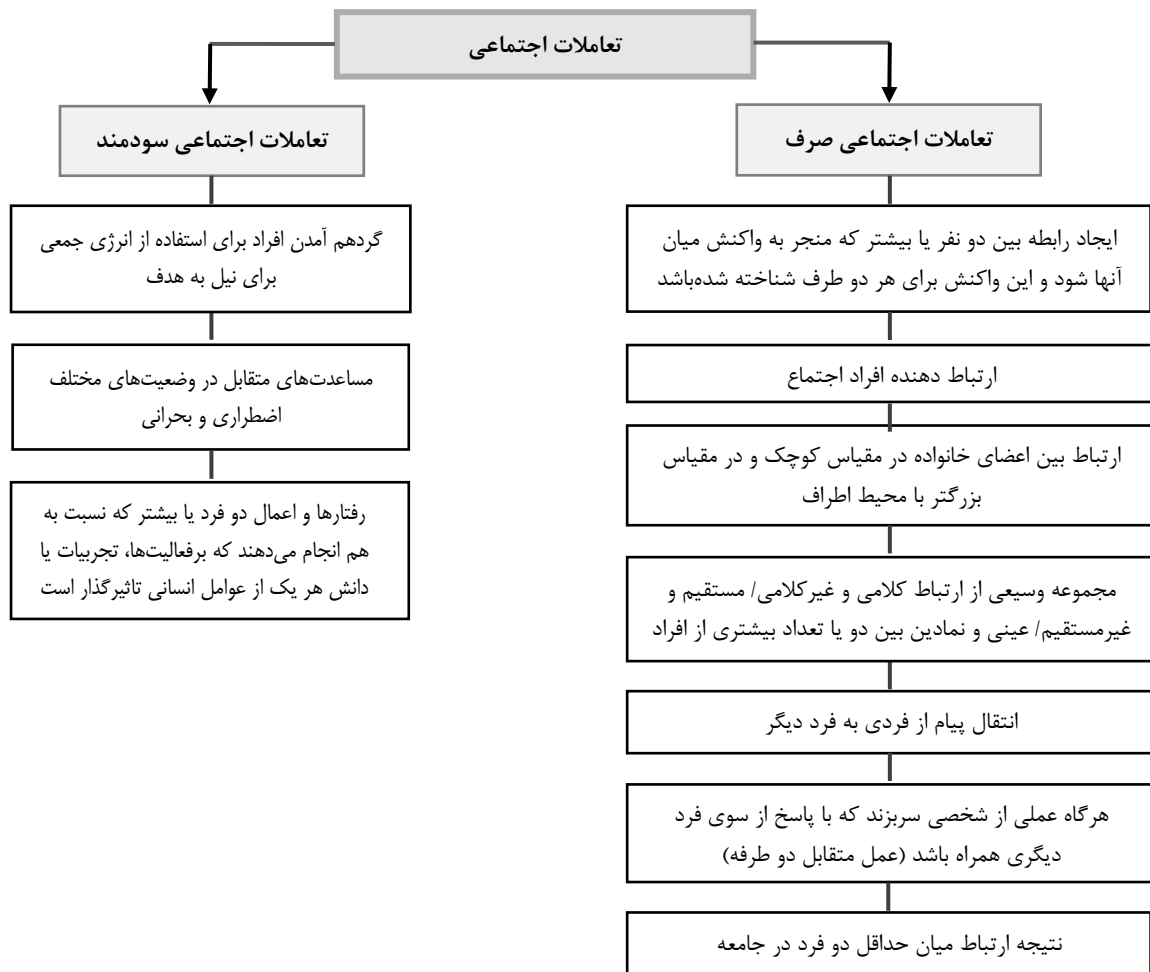 تعاملات اجتماعی
تعاملات اجتماعی صرف
ایجاد رابطه بین دو نفر یا بیشتر که منجر به واکنش میان
آنها شود و این واکنش برای هر دو طرف شناخته شده‌باشد
ارتباط دهنده افراد اجتماع
ارتباط بین اعضای خانواده در مقیاس کوچک و در مقیاس
بزرگتر با محیط اطراف
مجموعه وسیعی از ارتباط کلامی و غیرکلامی/ مستقیم و
غیرمستقیم/ عینی و نمادین بین دو یا تعداد بیشتری از افراد
انتقال پیام از فردی به فرد دیگر
هرگاه عملی از شخصی سربزند که با پاسخ از سوی فرد
دیگری همراه باشد (عمل متقابل دو طرفه)
نتیجه ارتباط میان حداقل دو فرد در جامعه
تعاملات اجتماعی سودمند
گردهم آمدن افراد برای استفاده از انرژی جمعی
برای نیل به هدف
مساعدت‌های متقابل در وضعیت‌های مختلف
اضطراری و بحرانی
رفتارها و اعمال دو فرد یا بیشتر که نسبت به
هم انجام می‌دهند که برفعالیت‌ها، تجربیات یا
دانش هر یک از عوامل انسانی تاثیرگذار است